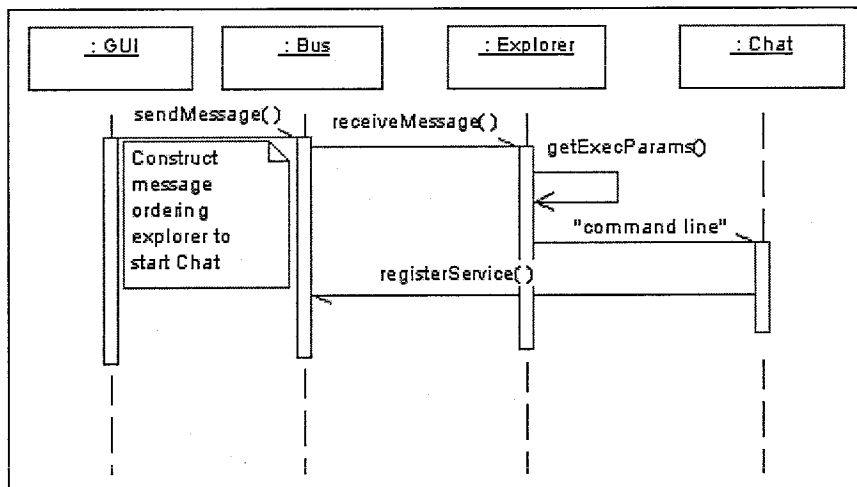 : GUI
: Bus
: Explorer
: Chat
sendMessage()
receiveMessage()
getExecParams()
Construct
message
ordering
explorer to
start Chat
"command line"
registerService()